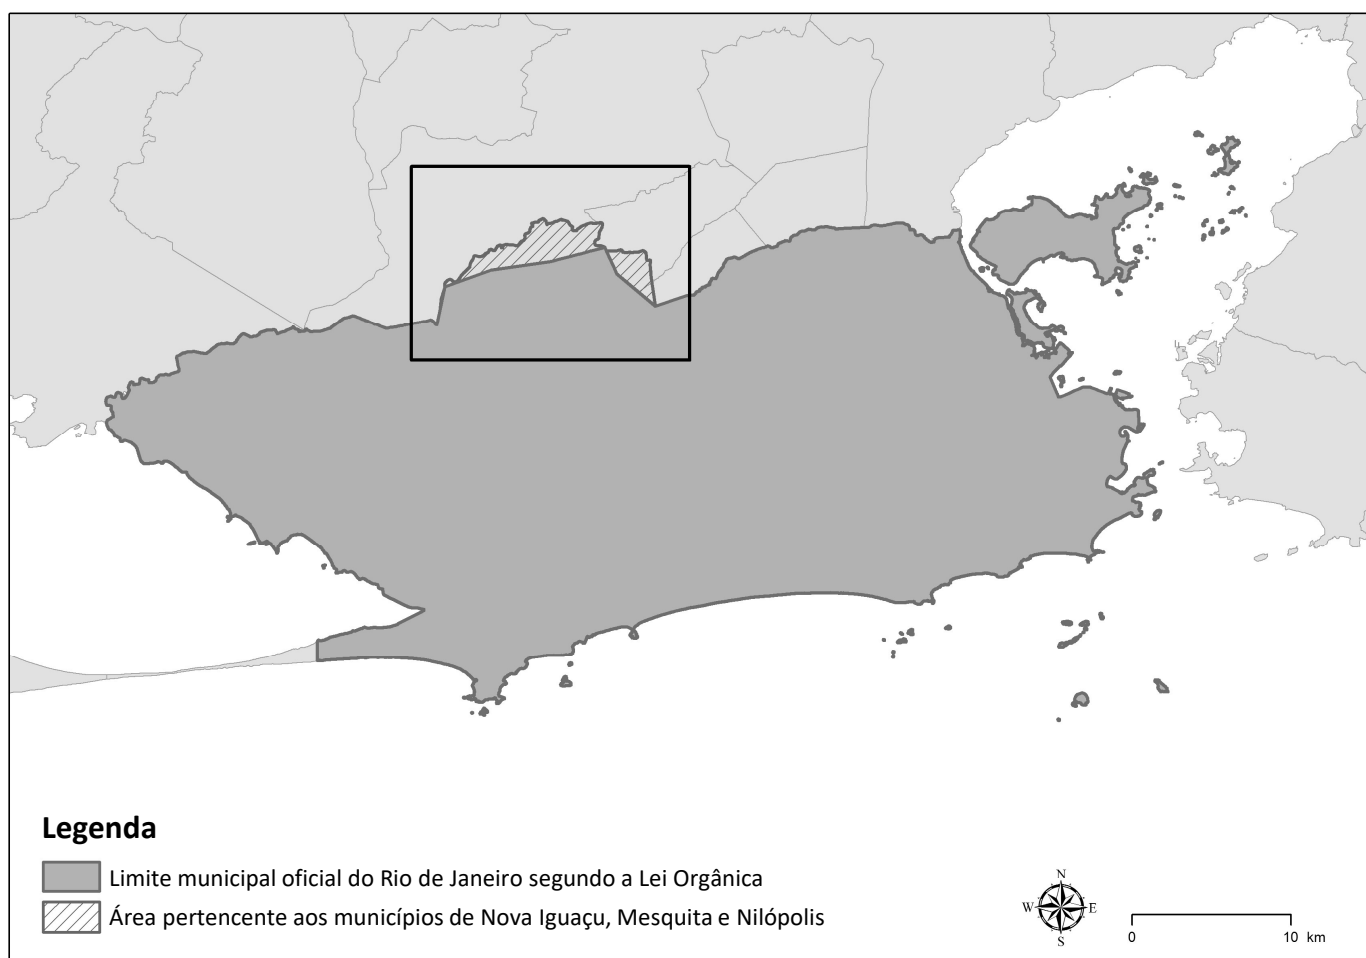 Legenda
Limite municipal oficial do Rio de Janeiro segundo a Lei Orgânica
Área pertencente aos municípios de Nova Iguaçu, Mesquita e Nilópolis
N
W E
S
0 10 km